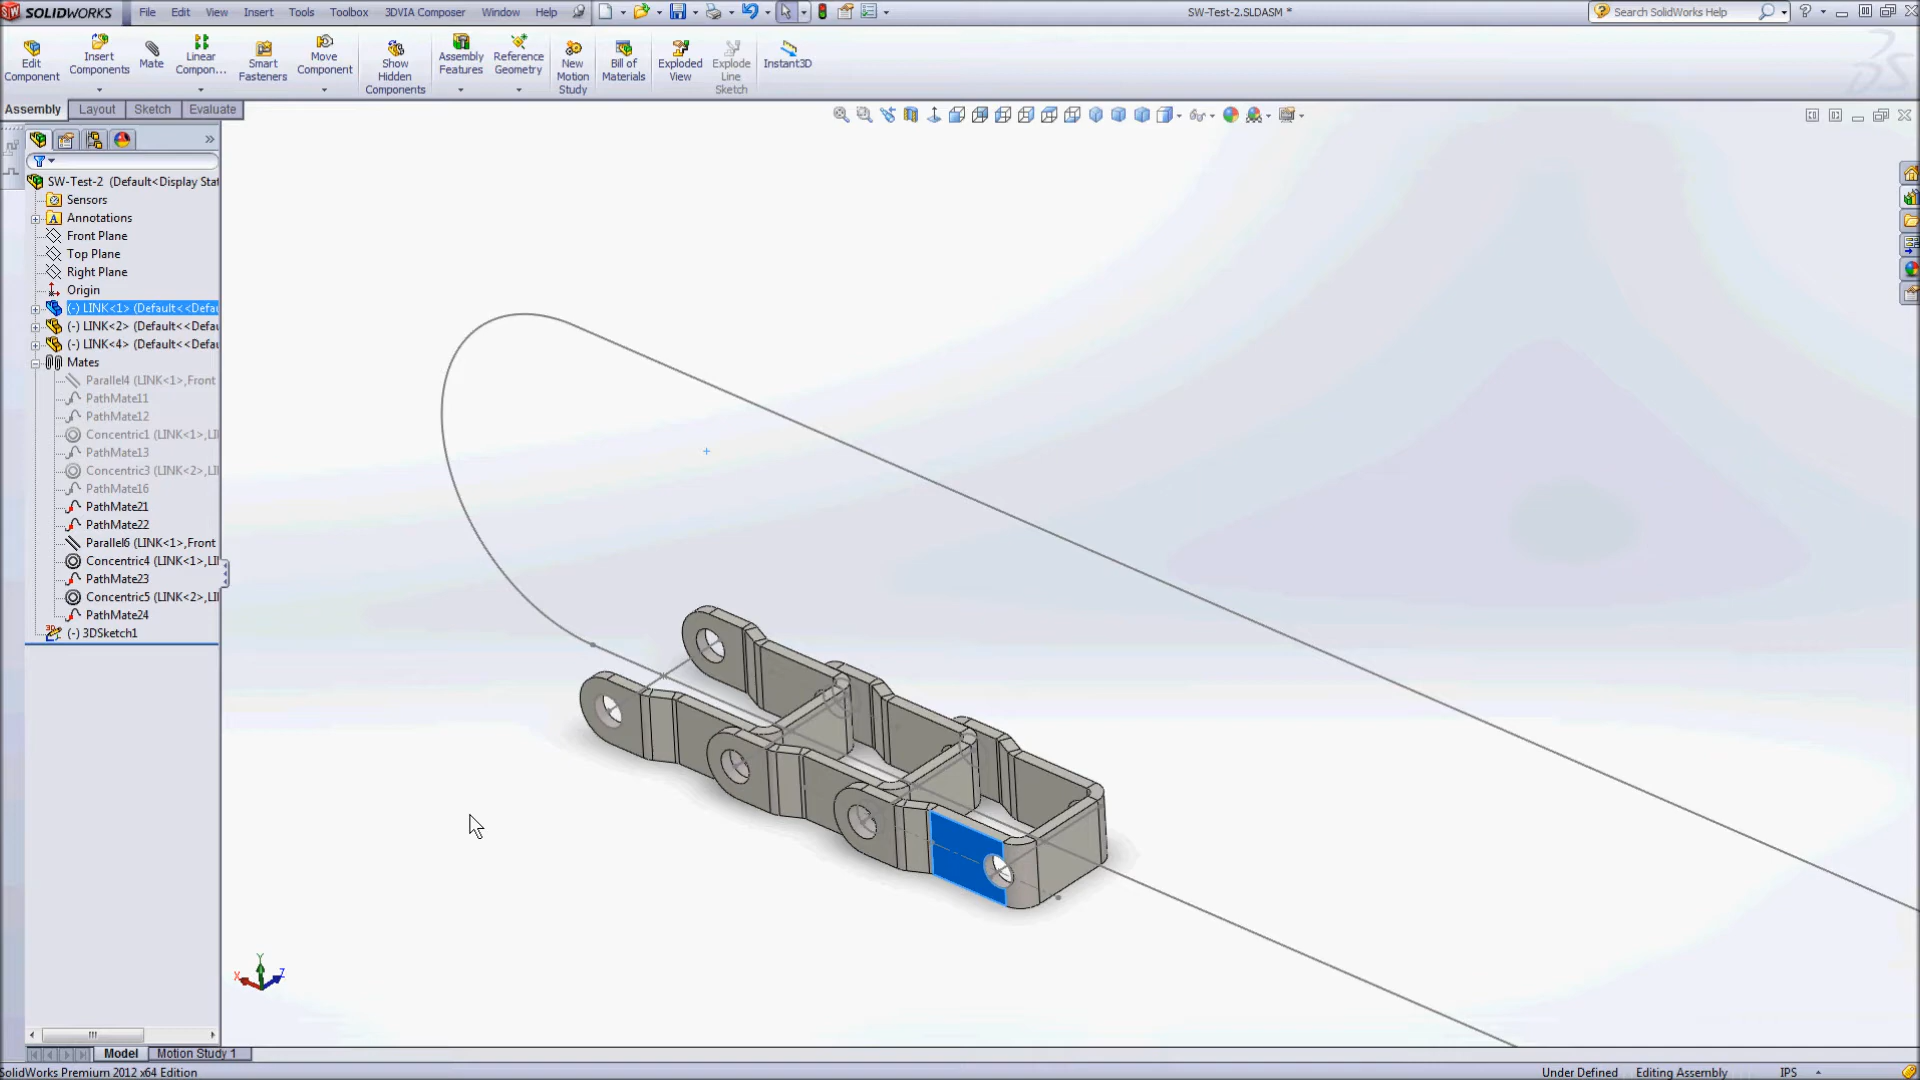 SOLIDWORKS File Edit View Insert Tools Toolbox 3DVIA Composer Window Help SW-Test-2.SLDASM * Search SolidWorks Help
Edit Component
Insert Components
Mate
Linear Compon...
Smart Fasteners
Move Component
Show Hidden Components
Assembly Features
Reference Geometry
New Motion Study
Bill of Materials
Exploded View
Explode Line Sketch
Instant3D
Assembly Layout Sketch Evaluate
SW-Test-2 (Default<Display Stat
Sensors
Annotations
Front Plane
Top Plane
Right Plane
Origin
(-) LINK<1> (Default<<Defau
(-) LINK<2> (Default<<Defau
(-) LINK<4> (Default<<Defau
Mates
Parallel4 (LINK<1>,Front
PathMate11
PathMate12
Concentric1 (LINK<1>,LI
PathMate13
Concentric3 (LINK<2>,LI
PathMate16
PathMate21
PathMate22
Parallel6 (LINK<1>,Front
Concentric4 (LINK<1>,LI
PathMate23
Concentric5 (LINK<2>,LI
PathMate24
(-) 3DSketch1
Y
X Z
Model Motion Study 1
SolidWorks Premium 2012 x64 Edition Under Defined Editing Assembly IPS